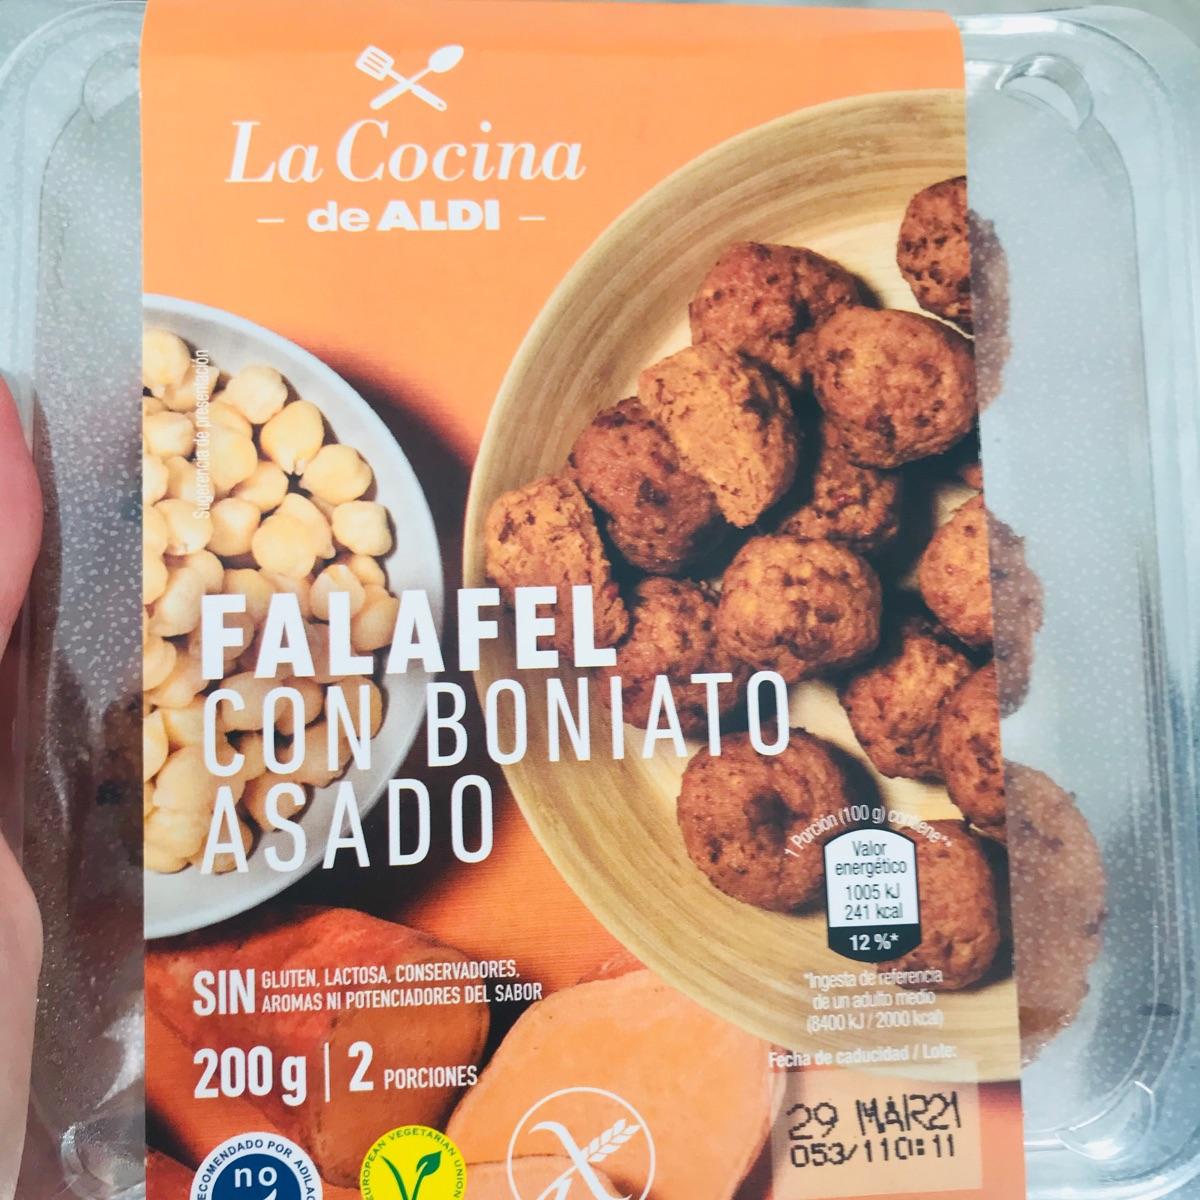 La Cocina
de ALDI
Sugerencia de presentación
FALAFEL
CON BONIATO
ASADO
1 Porción (100 g) contiene**
Valor
energético
1005 kJ
241 kcal
12 %*
*Ingesta de referencia
de un adulto medio
(8400 kJ / 2000 kcal)
SIN GLUTEN, LACTOSA, CONSERVADORES,
AROMAS NI POTENCIADORES DEL SABOR
200 g | 2 PORCIONES
Fecha de caducidad / Lote:
29 MAR21
053/110:11
RECOMENDADO POR ADILAC
no
EUROPEAN VEGETARIAN UNION